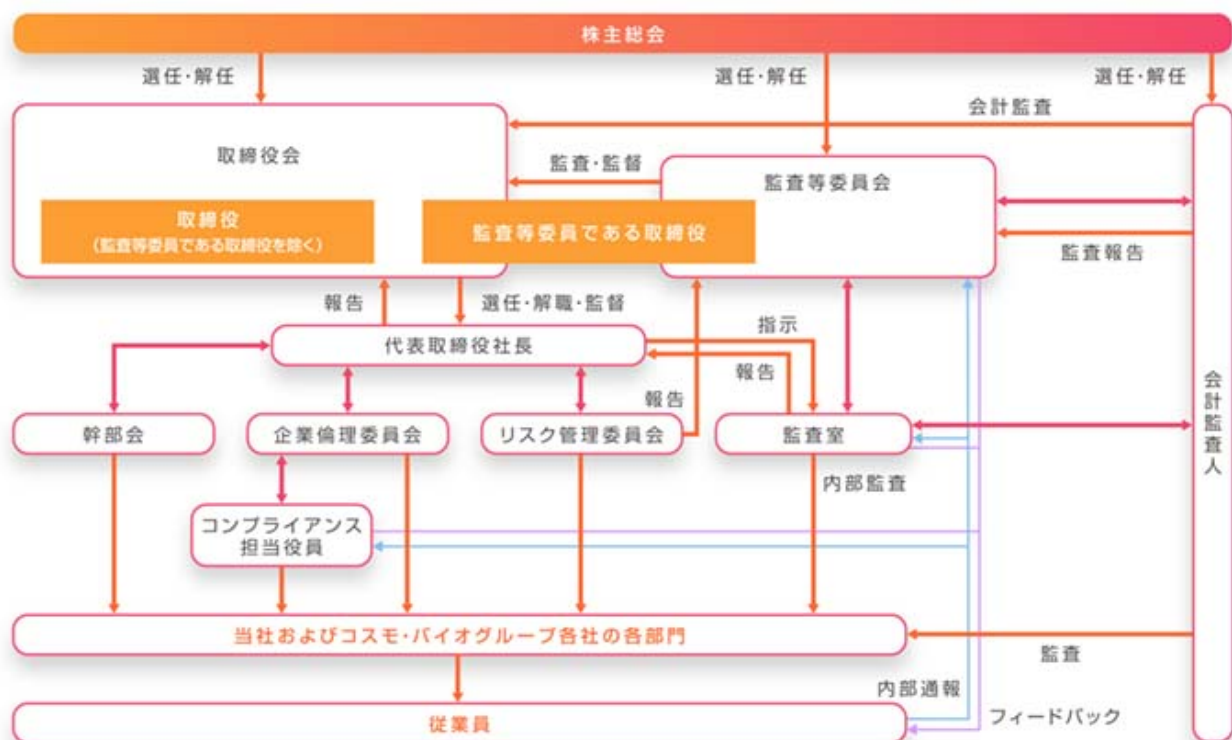 株主総会
選任・解任
選任・解任
選任・解任
会計監査
取締役会
監査・監督
監査等委員会
取締役
(監査等委員である取締役を除く)
監査等委員である取締役
監査報告
報告
選任・解職・監督
指示
代表取締役社長
報告
報告
会計監査人
幹部会
企業倫理委員会
リスク管理委員会
監査室
内部監査
コンプライアンス
担当役員
当社およびコスモ・バイオグループ各社の各部門
監査
内部通報
フィードバック
従業員